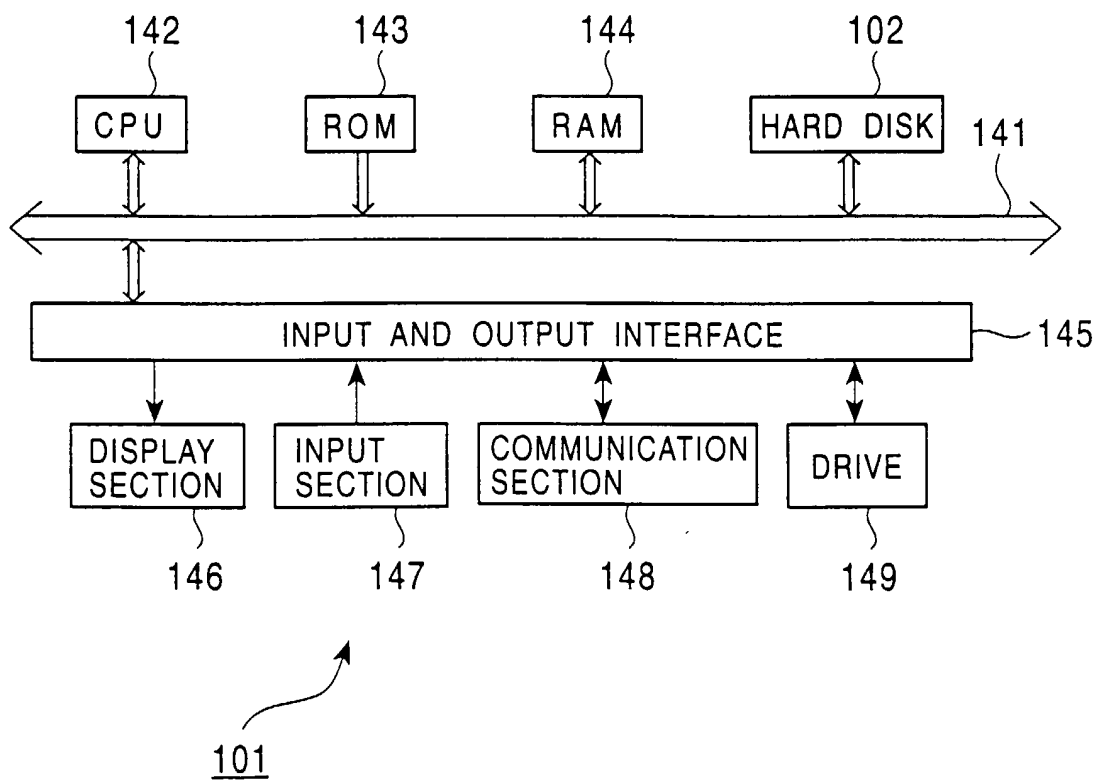 142
143
144
102
CPU
ROM
RAM
HARD DISK
141
INPUT AND OUTPUT INTERFACE
145
DISPLAY
SECTION
INPUT
SECTION
COMMUNICATION
SECTION
DRIVE
146
147
148
149
101